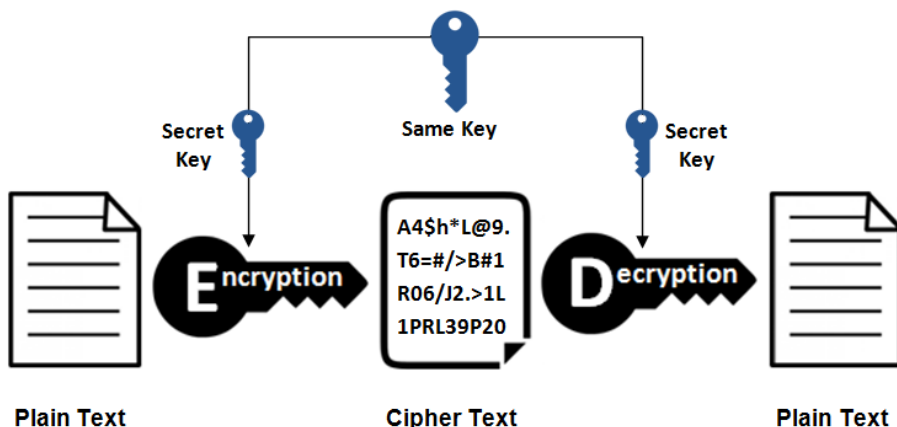 Same Key
Secret
Key
Secret
Key
Encryption
A4$h*L@9.
T6=#/>B#1
R06/J2.>1L
1PRL39P20
Decryption
Plain Text
Cipher Text
Plain Text